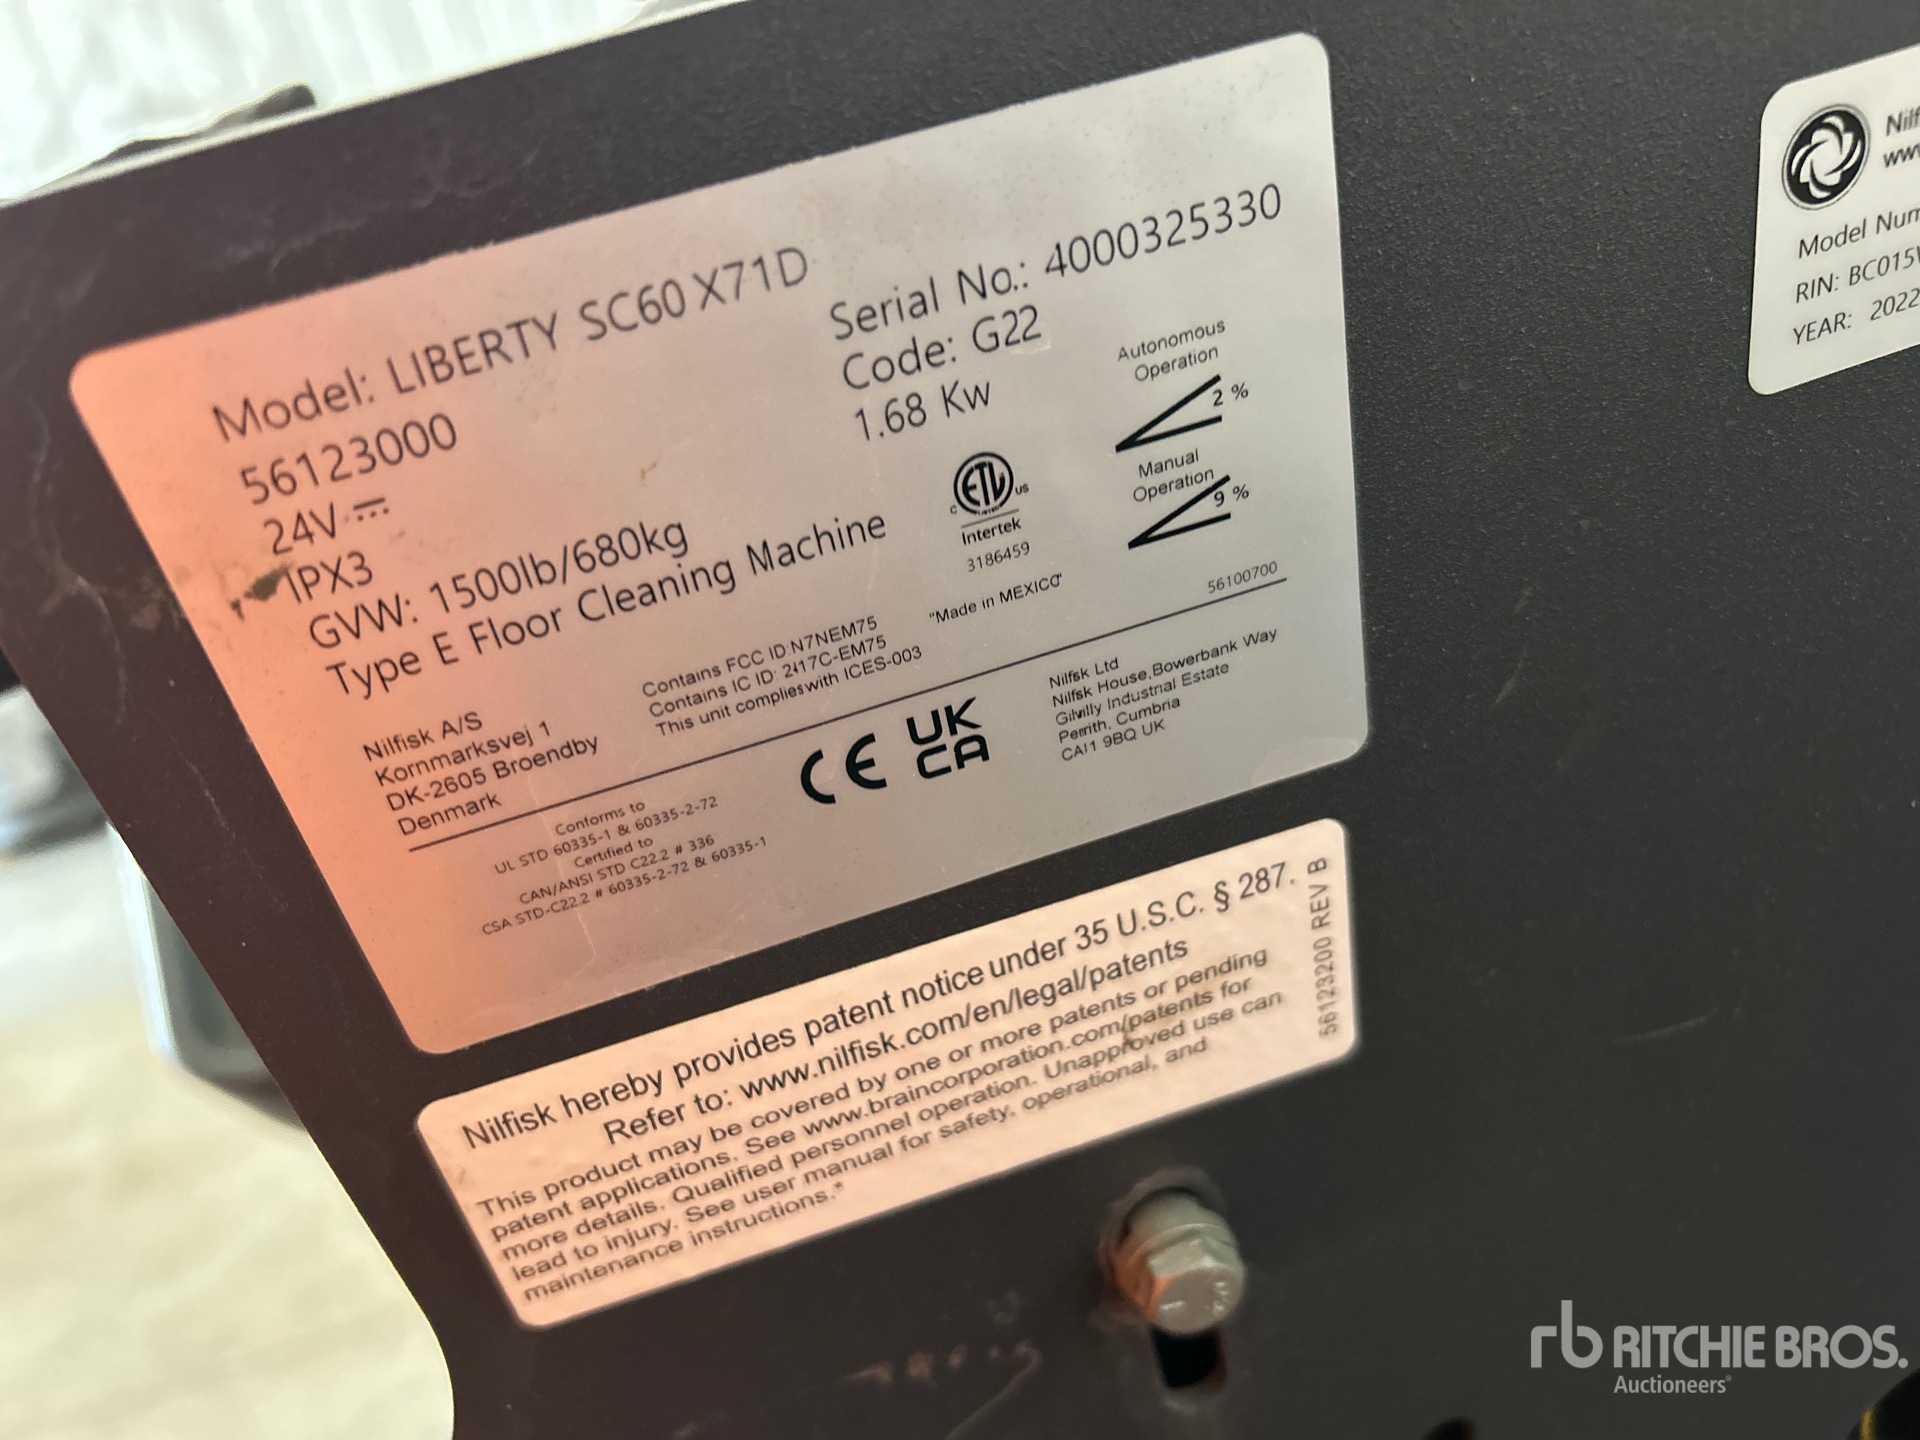 Model: LIBERTY SC60 X71D
56123000
24V
IPX3
GVW: 1500lb/680kg
Type E Floor Cleaning Machine
Serial No.: 4000325330
Code: G22
1.68 Kw
Autonomous
Operation
2 %
Manual
Operation
9 %
C ETL US
LISTED
Intertek
3186459
"Made in MEXICO"
56100700
Nilfisk A/S
Kornmarksvej 1
DK-2605 Broendby
Denmark
Contains FCC ID:N7NEM75
Contains IC ID: 2417C-EM75
This unit complies with ICES-003
Conforms to
UL STD 60335-1 & 60335-2-72
Certified to
CAN/ANSI STD C22.2 # 336
CSA STD-C22.2 # 60335-2-72 & 60335-1
CE
UK
CA
Nilfisk Ltd
Nilfisk House, Bowerbank Way
Gilwilly Industrial Estate
Penrith, Cumbria
CA11 9BQ UK
Nilfisk hereby provides patent notice under 35 U.S.C. § 287.
Refer to: www.nilfisk.com/en/legal/patents
This product may be covered by one or more patents or pending
patent applications. See www.braincorporation.com/patents for
more details. Qualified personnel operation. Unapproved use can
lead to injury. See user manual for safety, operational, and
maintenance instructions.*
56123200 REV B
Nilf
www
Model Num
RIN: BC015
YEAR: 2022
rb RITCHIE BROS.
Auctioneers